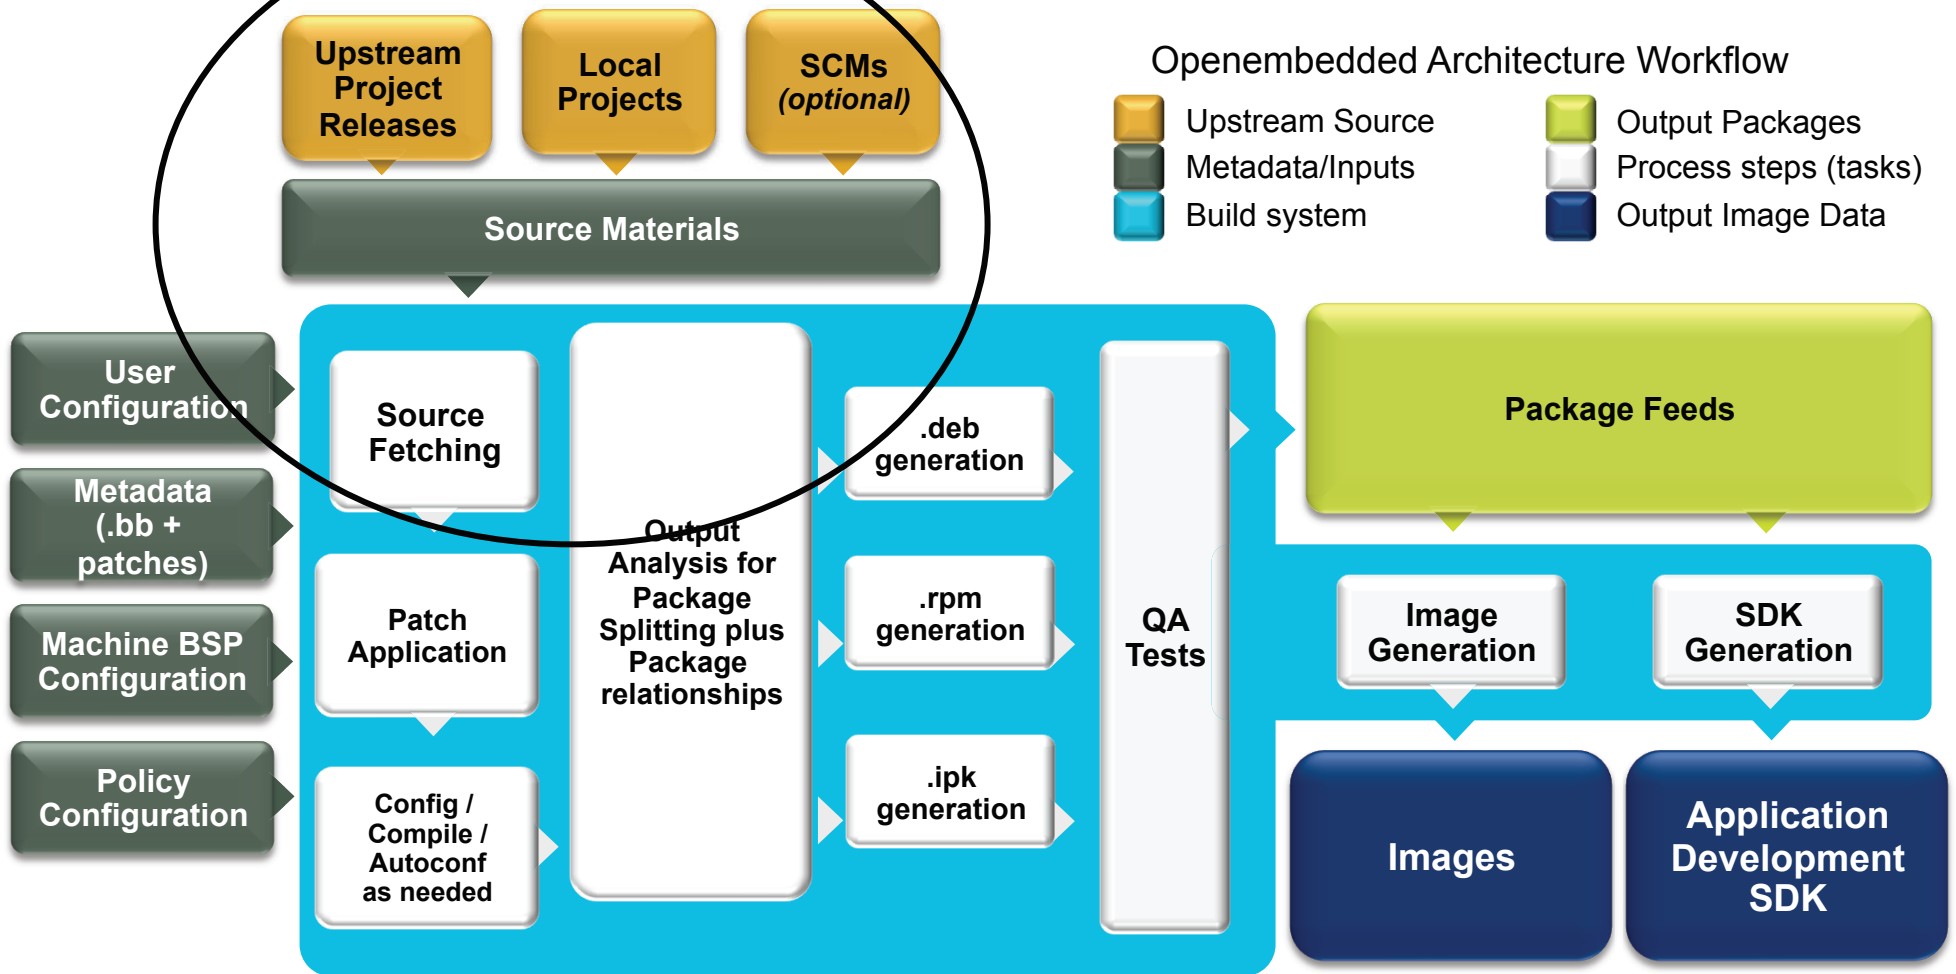 Upstream
Project
Releases
Local
Projects
SCMs
(optional)
Openembedded Architecture Workflow
Upstream Source
Metadata/Inputs
Build system
Output Packages
Process steps (tasks)
Output Image Data
Source Materials
User
Configuration
Metadata
(.bb +
patches)
Machine BSP
Configuration
Policy
Configuration
Source
Fetching
Patch
Application
Config /
Compile /
Autoconf
as needed
Output
Analysis for
Package
Splitting plus
Package
relationships
.deb
generation
.rpm
generation
.ipk
generation
QA
Tests
Package Feeds
Image
Generation
SDK
Generation
Images
Application
Development
SDK